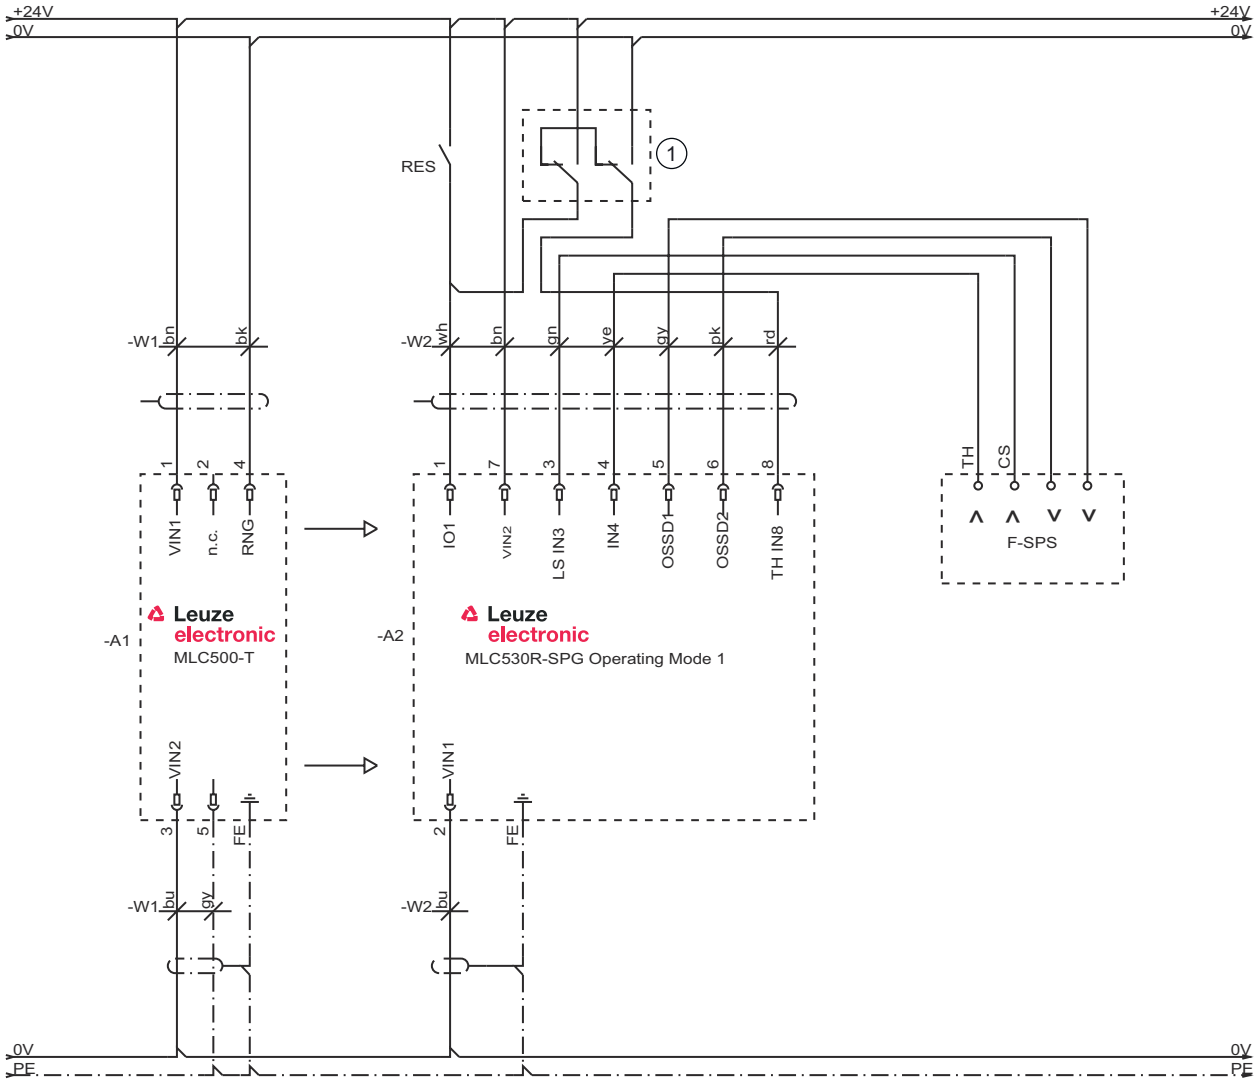 +24V +24V
0V 0V
RES 1
-W1 bn bk -W2 wh bn gn ye gy pk rd
1 2 4 1 7 3 4 5 6 8 TH CS
VIN1 n.c. RNG IO1 VIN2 LS IN3 IN4 OSSD1 OSSD2 TH IN8 F-SPS
Leuze Leuze
electronic electronic
-A1 MLC500-T -A2 MLC530R-SPG Operating Mode 1
VIN2 VIN1
3 5 FE 2 FE
-W1 bu gy -W2 bu
0V 0V
PE PE